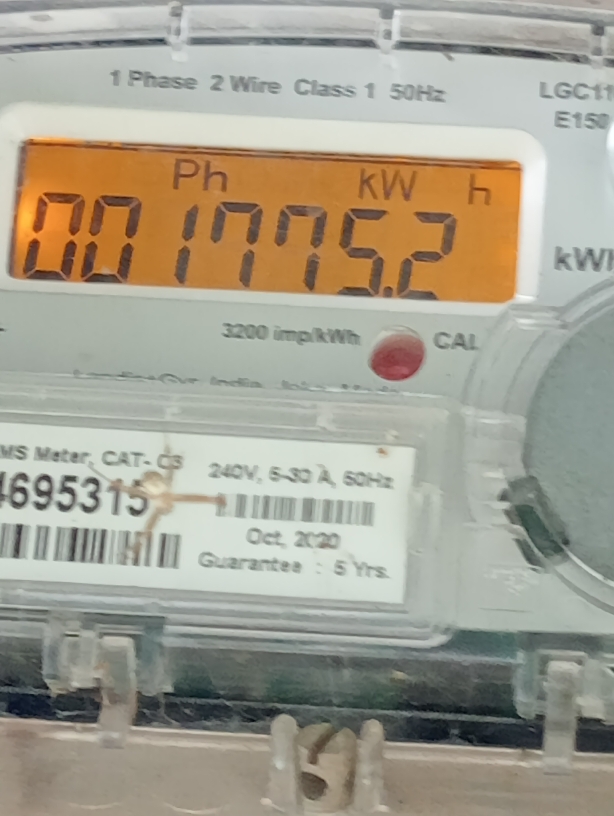 1 Phase 2 Wire Class 1 50Hz
LGC11
E150
Ph kW h
001775.2
kWh
3200 imp/kWh
CAL
MS Meter, CAT- C3
4695315
240V, 5-30 A, 50Hz
Oct, 2020
Guarantee : 5 Yrs.